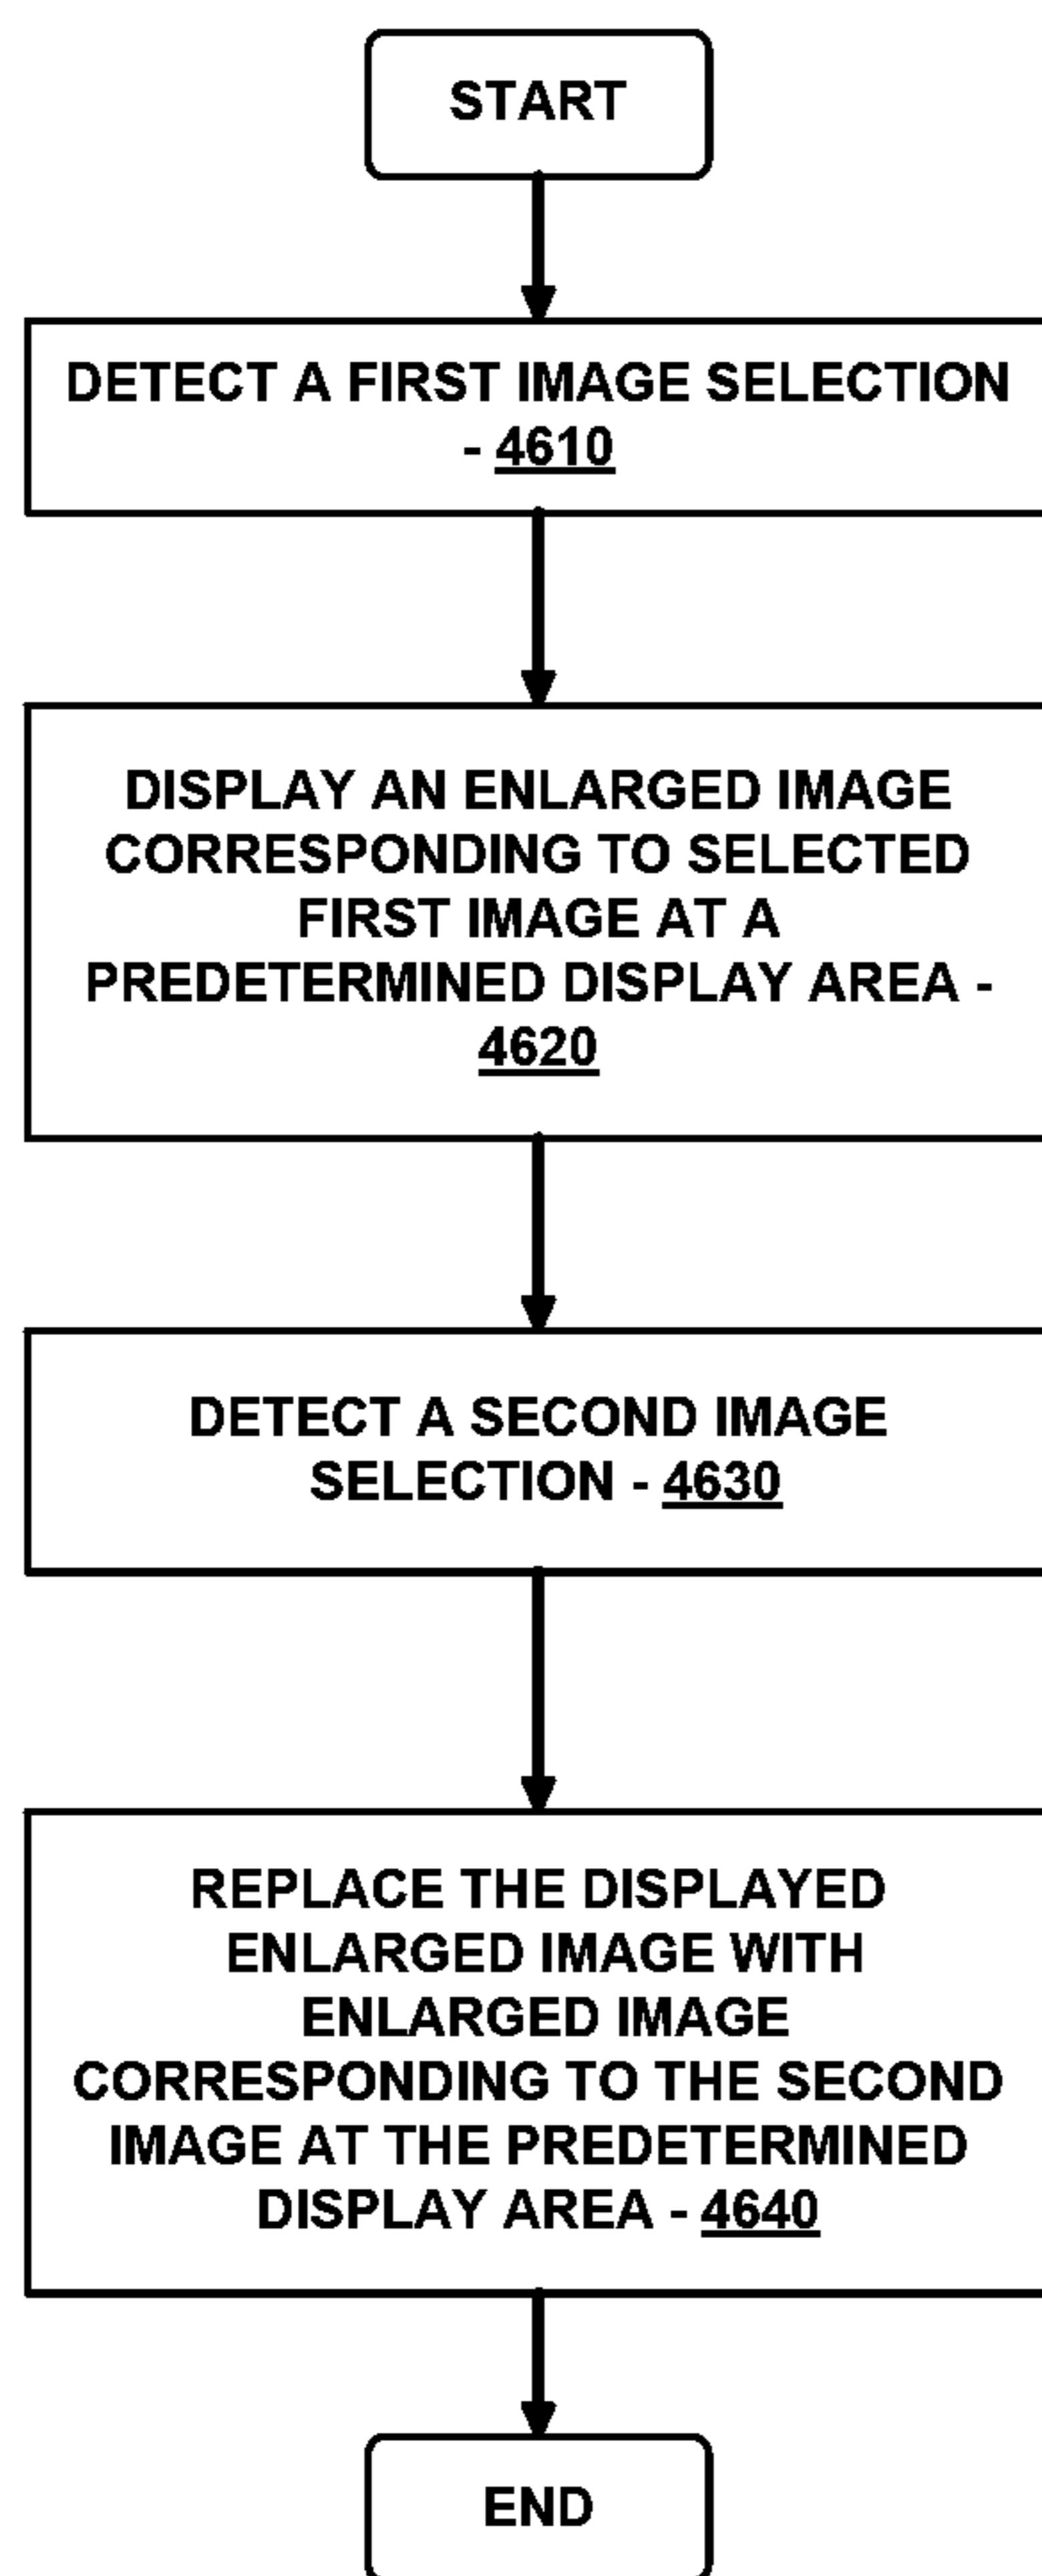 START
DETECT A FIRST IMAGE SELECTION
- 4610
DISPLAY AN ENLARGED IMAGE
CORRESPONDING TO SELECTED
FIRST IMAGE AT A
PREDETERMINED DISPLAY AREA -
4620
DETECT A SECOND IMAGE
SELECTION - 4630
REPLACE THE DISPLAYED
ENLARGED IMAGE WITH
ENLARGED IMAGE
CORRESPONDING TO THE SECOND
IMAGE AT THE PREDETERMINED
DISPLAY AREA - 4640
END